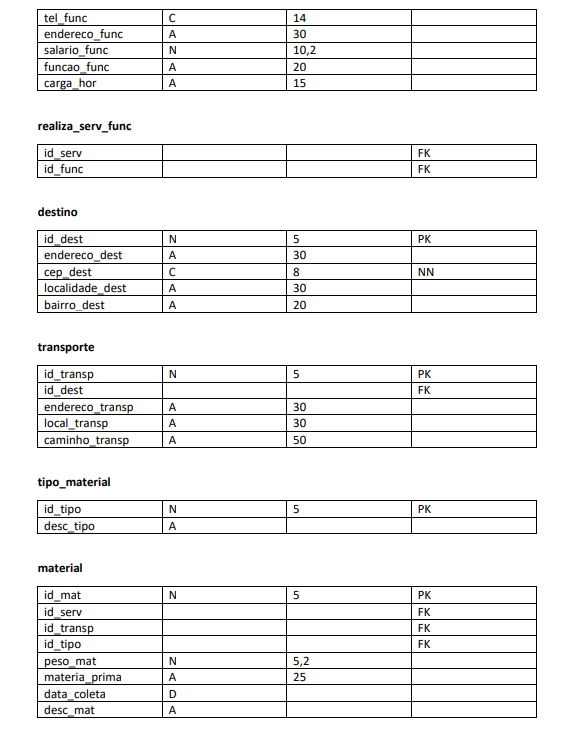 tel_func C 14
endereco_func A 30
salario_func N 10,2
funcao_func A 20
carga_hor A 15
realiza_serv_func
id_serv FK
id_func FK
destino
id_dest N 5 PK
endereco_dest A 30
cep_dest C 8 NN
localidade_dest A 30
bairro_dest A 20
transporte
id_transp N 5 PK
id_dest FK
endereco_transp A 30
local_transp A 30
caminho_transp A 50
tipo_material
id_tipo N 5 PK
desc_tipo A
material
id_mat N 5 PK
id_serv FK
id_transp FK
id_tipo FK
peso_mat N 5,2
materia_prima A 25
data_coleta D
desc_mat A